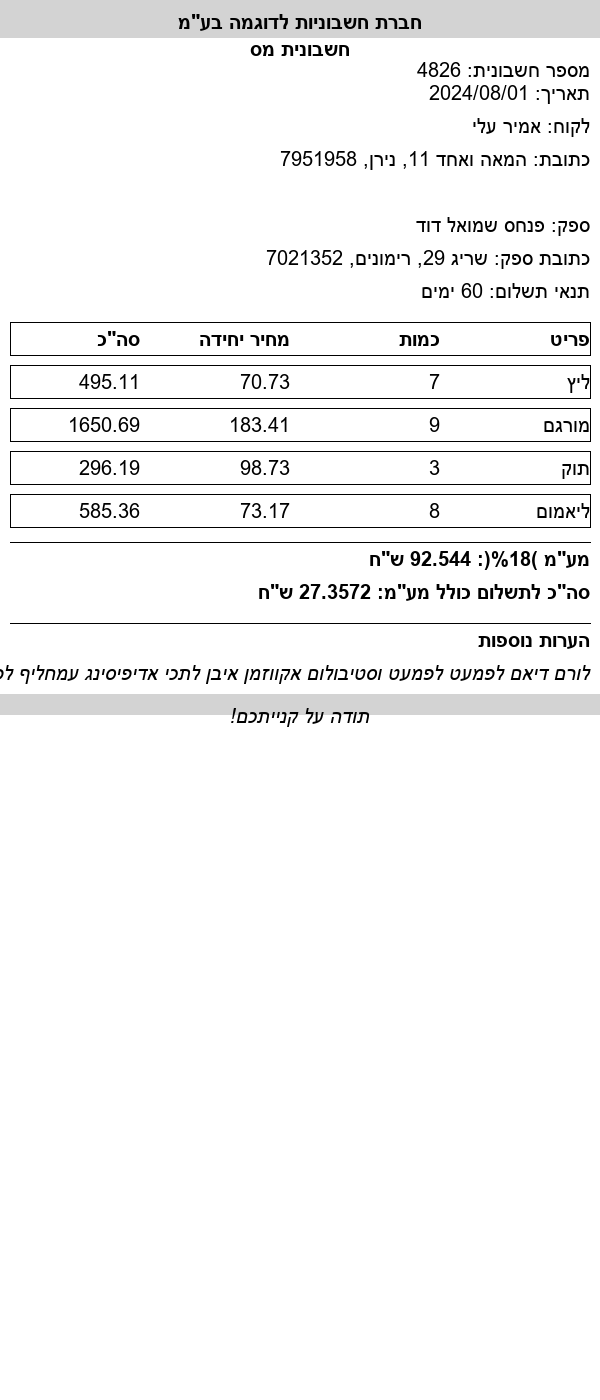 חברת חשבוניות לדוגמה בע"מ
חשבונית מס
מספר חשבונית: 4826
תאריך: 2024/08/01
לקוח: אמיר עלי
כתובת: המאה ואחד 11, נירן, 7951958
ספק: פנחס שמואל דוד
כתובת ספק: שריג 29, רימונים, 7021352
תנאי תשלום: 60 ימים
פריט כמות מחיר יחידה סה"כ
ליץ 7 70.73 495.11
מורגם 9 183.41 1650.69
תוק 3 98.73 296.19
ליאמום 8 73.17 585.36
מע"מ )18%(: 92.544 ש"ח
סה"כ לתשלום כולל מע"מ: 27.3572 ש"ח
הערות נוספות
לורם דיאם לפמעט לפמעט וסטיבולום אקווזמן איבן לתכי אדיפיסינג עמחליף
תודה על קנייתכם!